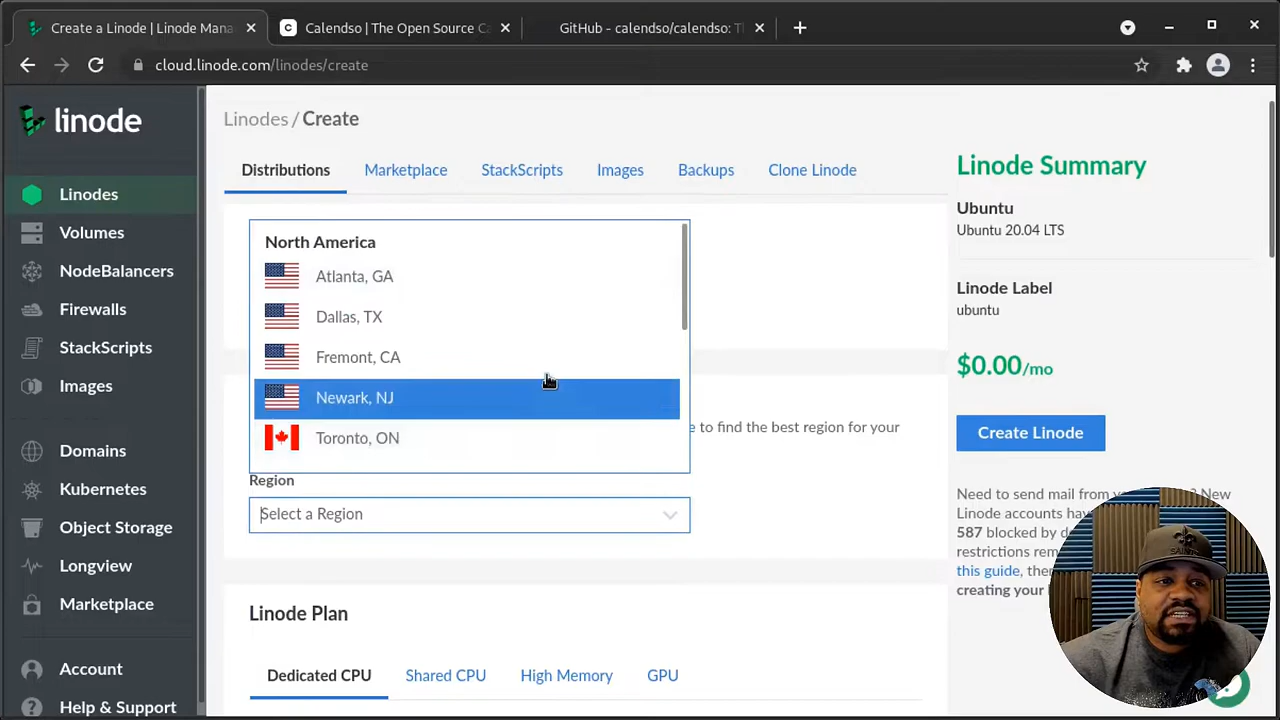 Create a Linode | Linode Mana
Calendso | The Open Source Ca
GitHub - calendso/calendso: T
cloud.linode.com/linodes/create
linode
Linodes
Volumes
NodeBalancers
Firewalls
StackScripts
Images
Domains
Kubernetes
Object Storage
Longview
Marketplace
Account
Help & Support
Linodes / Create
Distributions
Marketplace
StackScripts
Images
Backups
Clone Linode
North America
Atlanta, GA
Dallas, TX
Fremont, CA
Newark, NJ
Toronto, ON
e to find the best region for your
Region
Select a Region
Linode Plan
Dedicated CPU
Shared CPU
High Memory
GPU
Linode Summary
Ubuntu
Ubuntu 20.04 LTS
Linode Label
ubuntu
$0.00/mo
Create Linode
Need to send mail from New
Linode accounts ha
587 blocked by d
restrictions rem
this guide, the
creating your